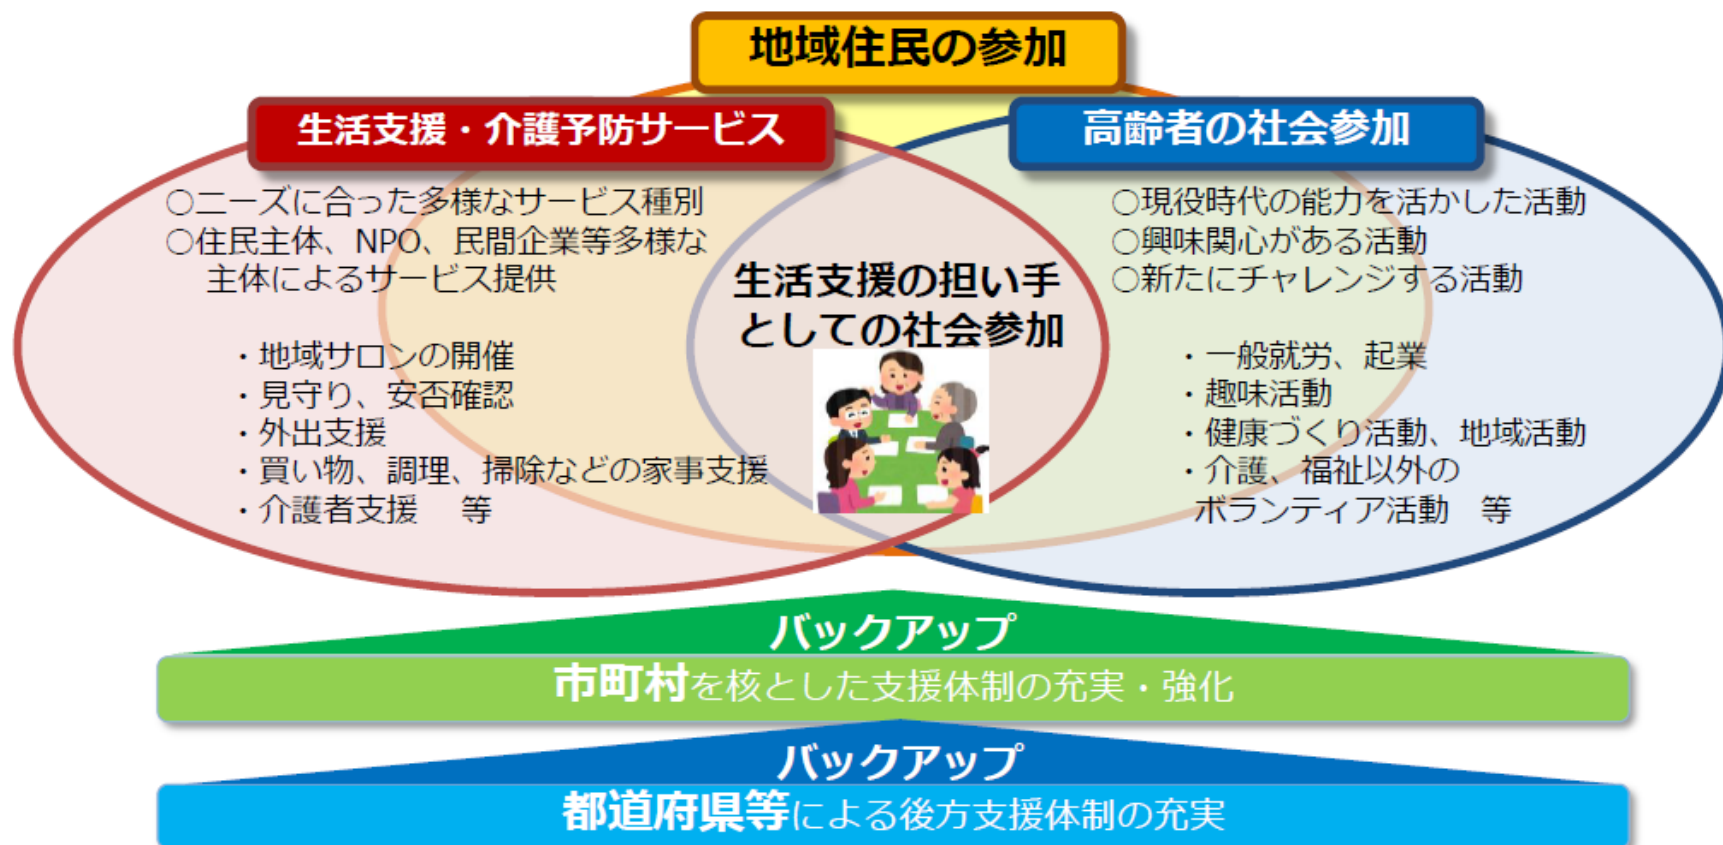 地域住民の参加
生活支援・介護予防サービス
○ニーズに合った多様なサービス種別
○住民主体、NPO、民間企業等多様な
主体によるサービス提供
・地域サロンの開催
・見守り、安否確認
・外出支援
・買い物、調理、掃除などの家事支援
・介護者支援　等
生活支援の担い手
としての社会参加
高齢者の社会参加
○現役時代の能力を活かした活動
○興味関心がある活動
○新たにチャレンジする活動
・一般就労、起業
・趣味活動
・健康づくり活動、地域活動
・介護、福祉以外の
ボランティア活動　等
バックアップ
市町村を核とした支援体制の充実・強化
バックアップ
都道府県等による後方支援体制の充実